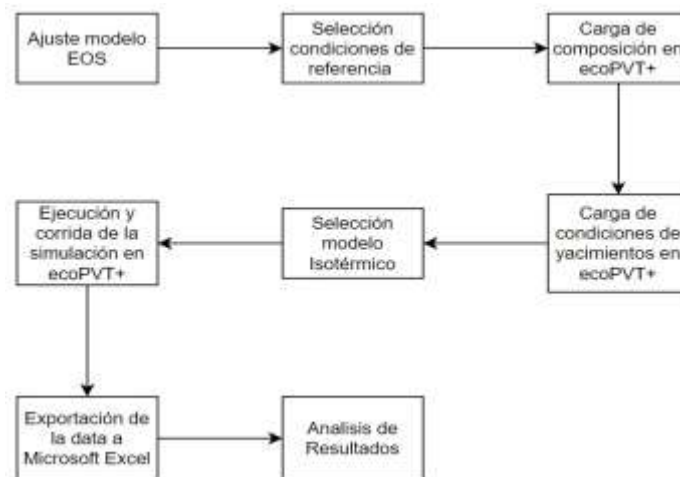 Ajuste modelo
EOS
Selección
condiciones de
referencia
Carga de
composición en
ecoPVT+
Carga de
condiciones de
yacimientos en
ecoPVT+
Selección
modelo
Isotérmico
Ejecución y
corrida de la
simulación en
ecoPVT+
Exportación de
la data a
Microsoft Excel
Analisis de
Resultados